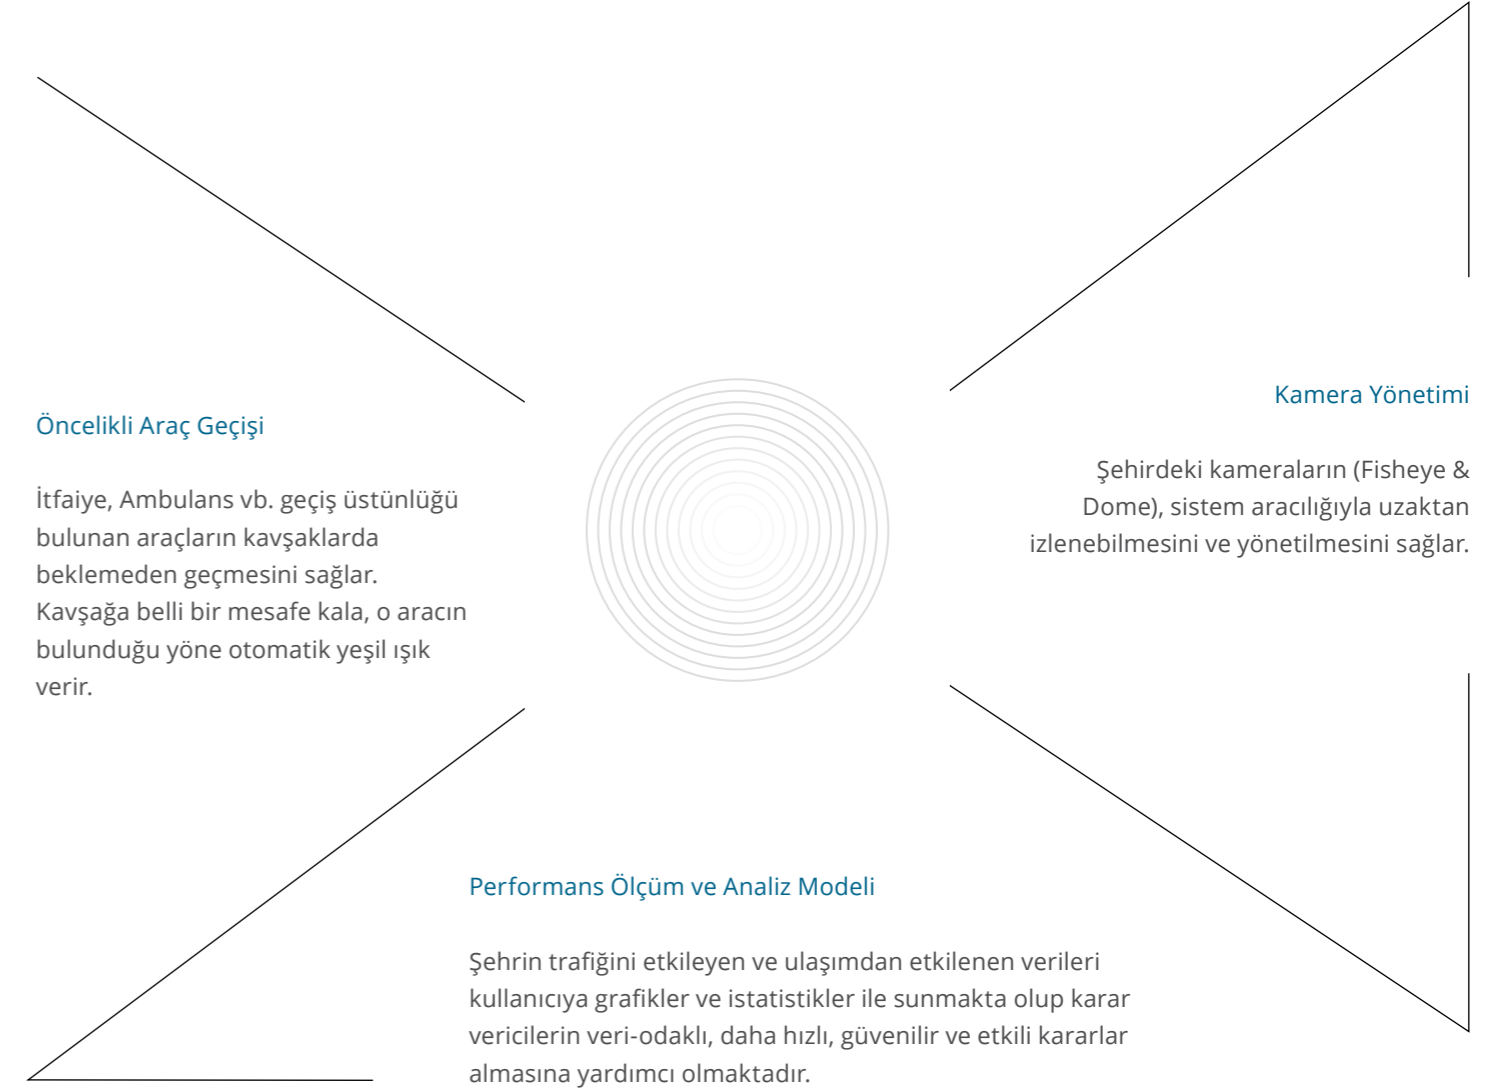 Öncelikli Araç Geçişi
İtfaiye, Ambulans vb. geçiş üstünlüğü
bulunan araçların kavşaklarda
beklemeden geçmesini sağlar.
Kavşağa belli bir mesafe kala, o aracın
bulunduğu yöne otomatik yeşil ışık
verir.
Kamera Yönetimi
Şehirdeki kameraların (Fisheye &
Dome), sistem aracılığıyla uzaktan
izlenebilmesini ve yönetilmesini sağlar.
Performans Ölçüm ve Analiz Modeli
Şehrin trafiğini etkileyen ve ulaşımdan etkilenen verileri
kullanıcıya grafikler ve istatistikler ile sunmakta olup karar
vericilerin veri-odaklı, daha hızlı, güvenilir ve etkili kararlar
almasına yardımcı olmaktadır.